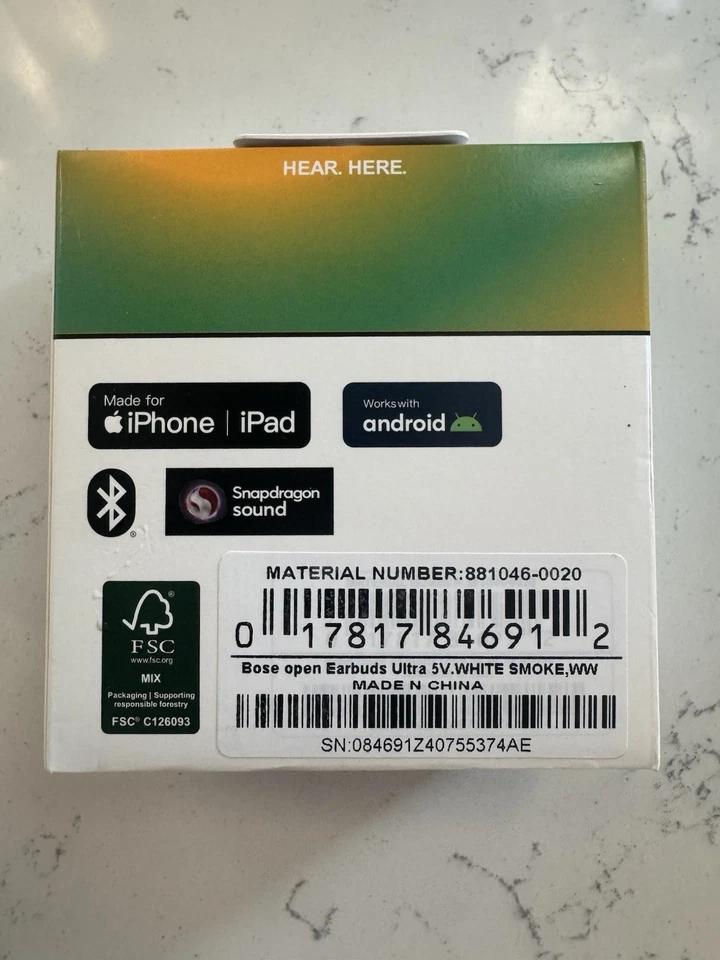 HEAR. HERE.
Made for
iPhone | iPad
Works with
android
Snapdragon
sound
MATERIAL NUMBER:881046-0020
0 17817 84691 2
Bose open Earbuds Ultra 5V.WHITE SMOKE,WW
MADE N CHINA
SN:084691Z40755374AE
FSC
www.fsc.org
MIX
Packaging | Supporting
responsible forestry
FSC® C126093